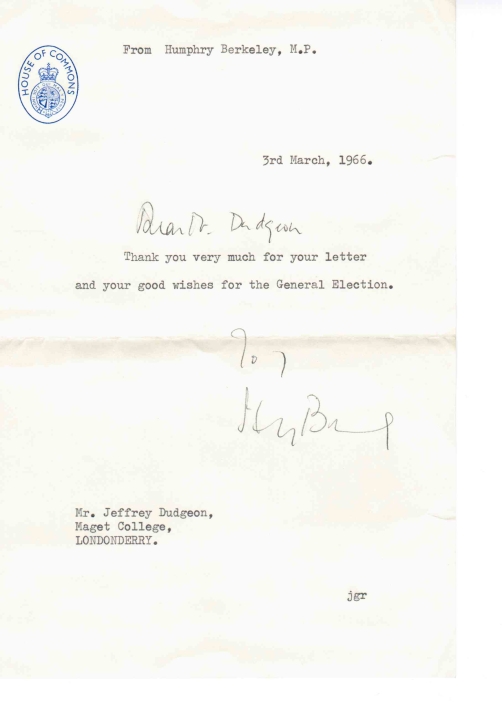 HOUSE OF COMMONS
From Humphry Berkeley, M.P.
3rd March, 1966.
Dear Mr. Dudgeon
Thank you very much for your letter
and your good wishes for the General Election.
Mr. Jeffrey Dudgeon,
Maget College,
LONDONDERRY.
jgr